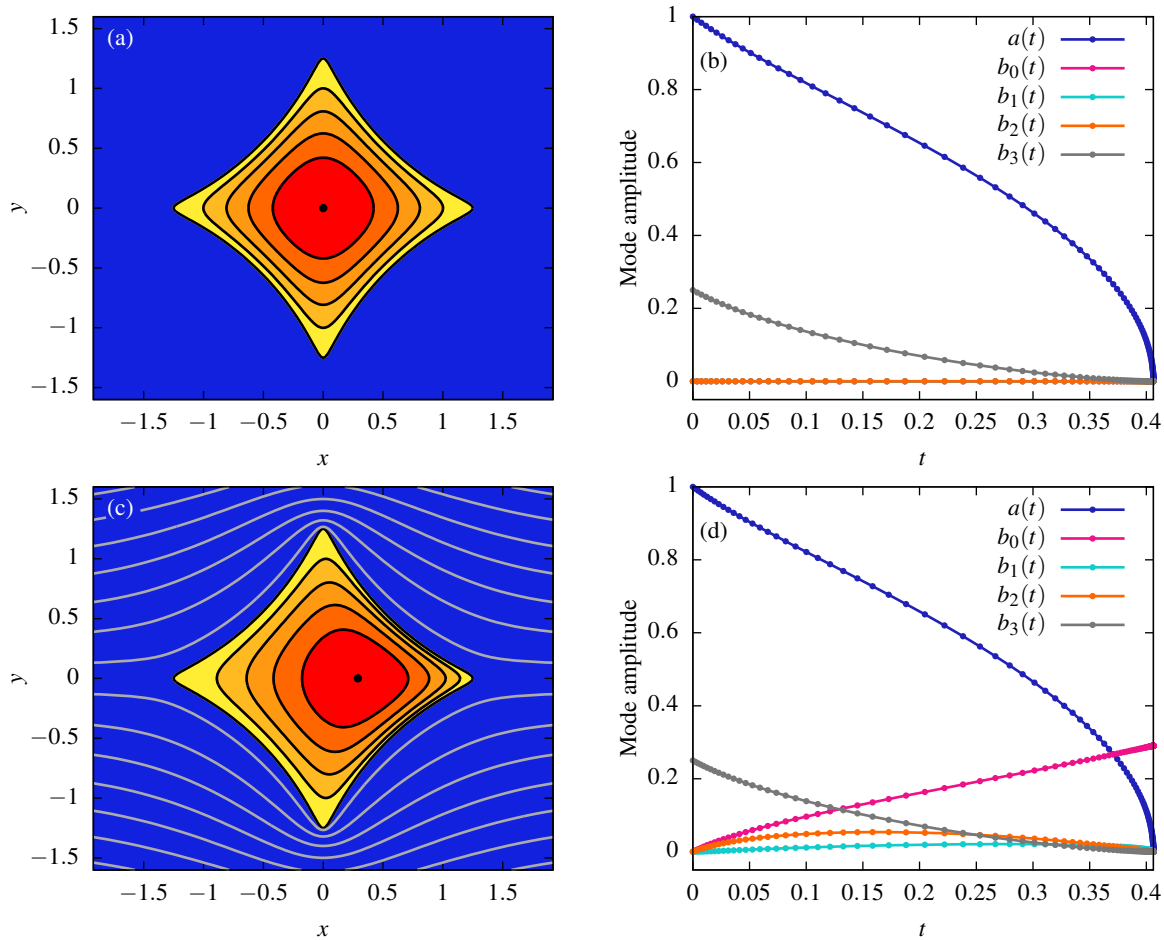 (a)
1.5
1
0.5
0
−0.5
−1
−1.5
y
−1.5 −1 −0.5 0 0.5 1 1.5
x
(b)
1
0.8
0.6
0.4
0.2
0
Mode amplitude
a(t)
b₀(t)
b₁(t)
b₂(t)
b₃(t)
0 0.05 0.1 0.15 0.2 0.25 0.3 0.35 0.4
t
(c)
1.5
1
0.5
0
−0.5
−1
−1.5
y
−1.5 −1 −0.5 0 0.5 1 1.5
x
(d)
1
0.8
0.6
0.4
0.2
0
Mode amplitude
a(t)
b₀(t)
b₁(t)
b₂(t)
b₃(t)
0 0.05 0.1 0.15 0.2 0.25 0.3 0.35 0.4
t